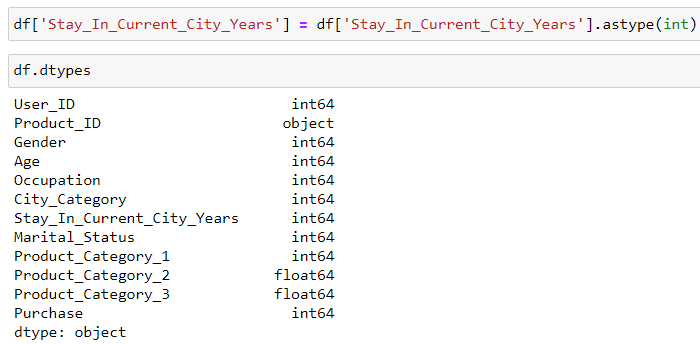 df['Stay_In_Current_City_Years'] = df['Stay_In_Current_City_Years'].astype(int)
df.dtypes
User_ID                         int64
Product_ID                     object
Gender                          int64
Age                             int64
Occupation                      int64
City_Category                   int64
Stay_In_Current_City_Years      int64
Marital_Status                  int64
Product_Category_1              int64
Product_Category_2            float64
Product_Category_3            float64
Purchase                        int64
dtype: object